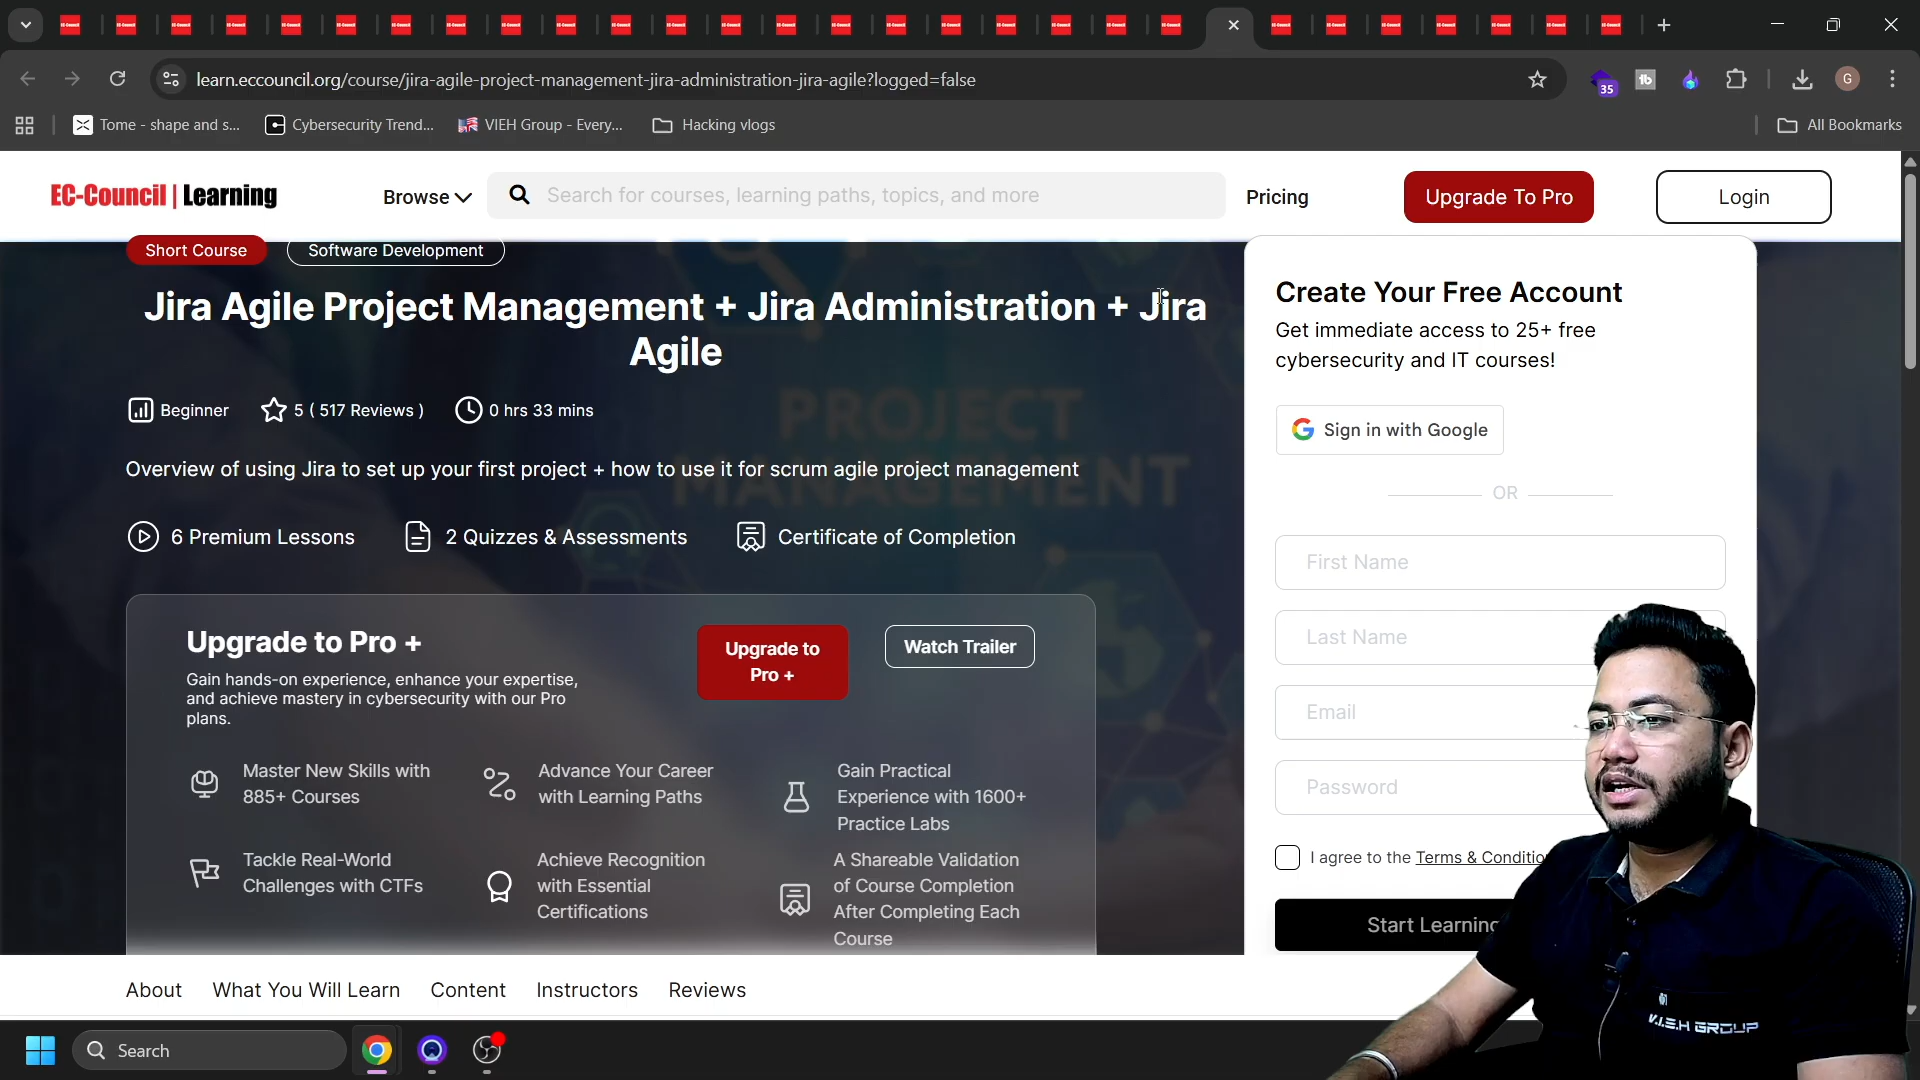 learn.eccouncil.org/course/jira-agile-project-management-jira-administration-jira-agile?logged=false
35
tb
G
Tome - shape and s...
Cybersecurity Trend...
VIEH Group - Every...
Hacking vlogs
All Bookmarks
EC-Council | Learning
Browse
Search for courses, learning paths, topics, and more
Pricing
Upgrade To Pro
Login
Short Course
Software Development
Jira Agile Project Management + Jira Administration + Jira
Agile
Beginner
5 ( 517 Reviews )
0 hrs 33 mins
PROJECT
MANAGEMENT
Overview of using Jira to set up your first project + how to use it for scrum agile project management
6 Premium Lessons
2 Quizzes & Assessments
Certificate of Completion
Upgrade to Pro +
Gain hands-on experience, enhance your expertise,
and achieve mastery in cybersecurity with our Pro
plans.
Upgrade to
Pro +
Watch Trailer
Master New Skills with
885+ Courses
Advance Your Career
with Learning Paths
Gain Practical
Experience with 1600+
Practice Labs
Tackle Real-World
Challenges with CTFs
Achieve Recognition
with Essential
Certifications
A Shareable Validation
of Course Completion
After Completing Each
Course
Create Your Free Account
Get immediate access to 25+ free
cybersecurity and IT courses!
Sign in with Google
OR
First Name
Last Name
Email
Password
I agree to the Terms & Conditio
Start Learning
V.I.E.H GROUP
About
What You Will Learn
Content
Instructors
Reviews
Search